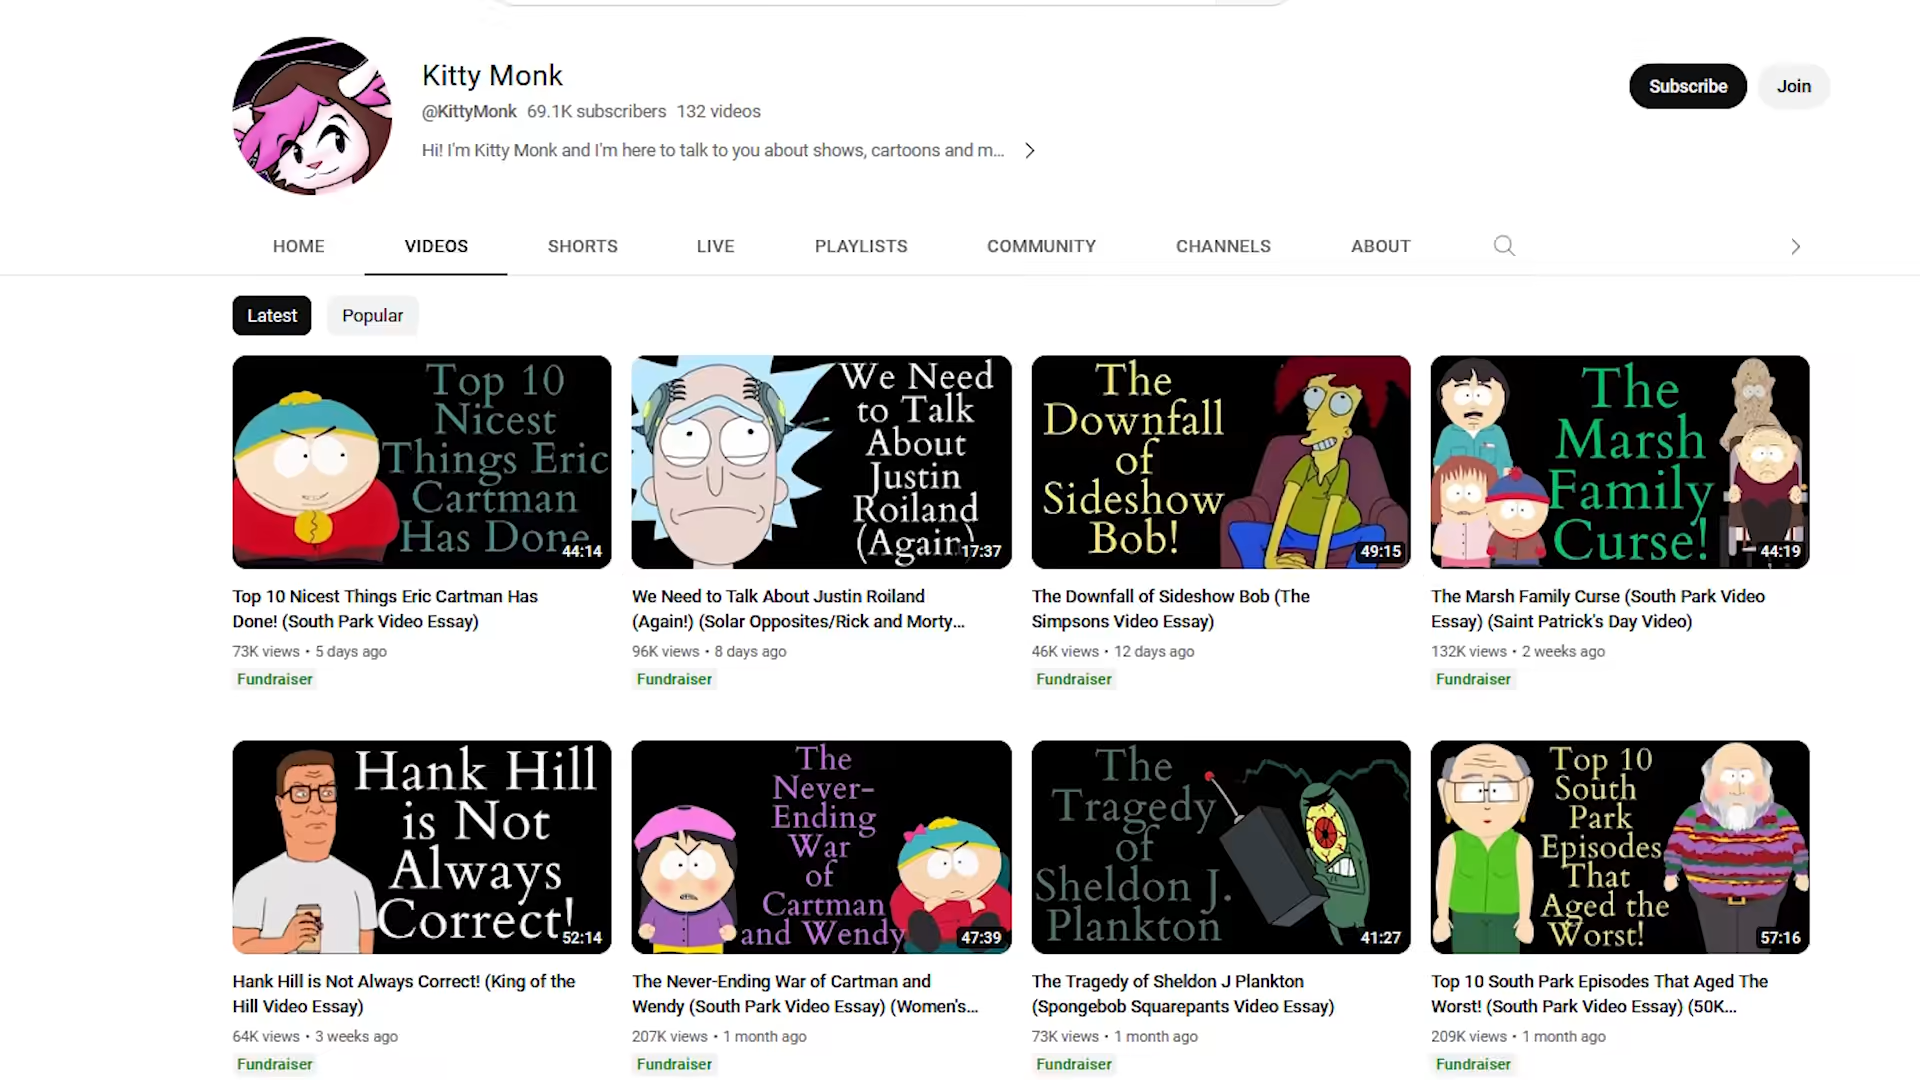 Kitty Monk
@KittyMonk 69.1K subscribers 132 videos
Hi! I'm Kitty Monk and I'm here to talk to you about shows, cartoons and m...
Subscribe
Join
HOME
VIDEOS
SHORTS
LIVE
PLAYLISTS
COMMUNITY
CHANNELS
ABOUT
Latest
Popular
Top 10
Nicest
Things Eric
Cartman
Has Done
44:14
We Need
to Talk
About
Justin
Roiland
(Again)
17:37
The
Downfall
of
Sideshow
Bob!
49:15
The
Marsh
Family
Curse!
44:19
Top 10 Nicest Things Eric Cartman Has
Done! (South Park Video Essay)
73K views • 5 days ago
Fundraiser
We Need to Talk About Justin Roiland
(Again!) (Solar Opposites/Rick and Morty...
96K views • 8 days ago
Fundraiser
The Downfall of Sideshow Bob (The
Simpsons Video Essay)
46K views • 12 days ago
Fundraiser
The Marsh Family Curse (South Park Video
Essay) (Saint Patrick's Day Video)
132K views • 2 weeks ago
Fundraiser
Hank Hill
is Not
Always
Correct!
52:14
The
Never-
Ending
War
of
Cartman
and Wendy
47:39
The
Tragedy
of
Sheldon J.
Plankton
41:27
Top 10
South
Park
Episodes
That
Aged the
Worst!
57:16
Hank Hill is Not Always Correct! (King of the
Hill Video Essay)
64K views • 3 weeks ago
Fundraiser
The Never-Ending War of Cartman and
Wendy (South Park Video Essay) (Women's...
207K views • 1 month ago
Fundraiser
The Tragedy of Sheldon J Plankton
(Spongebob Squarepants Video Essay)
73K views • 1 month ago
Fundraiser
Top 10 South Park Episodes That Aged The
Worst! (South Park Video Essay) (50K...
209K views • 1 month ago
Fundraiser